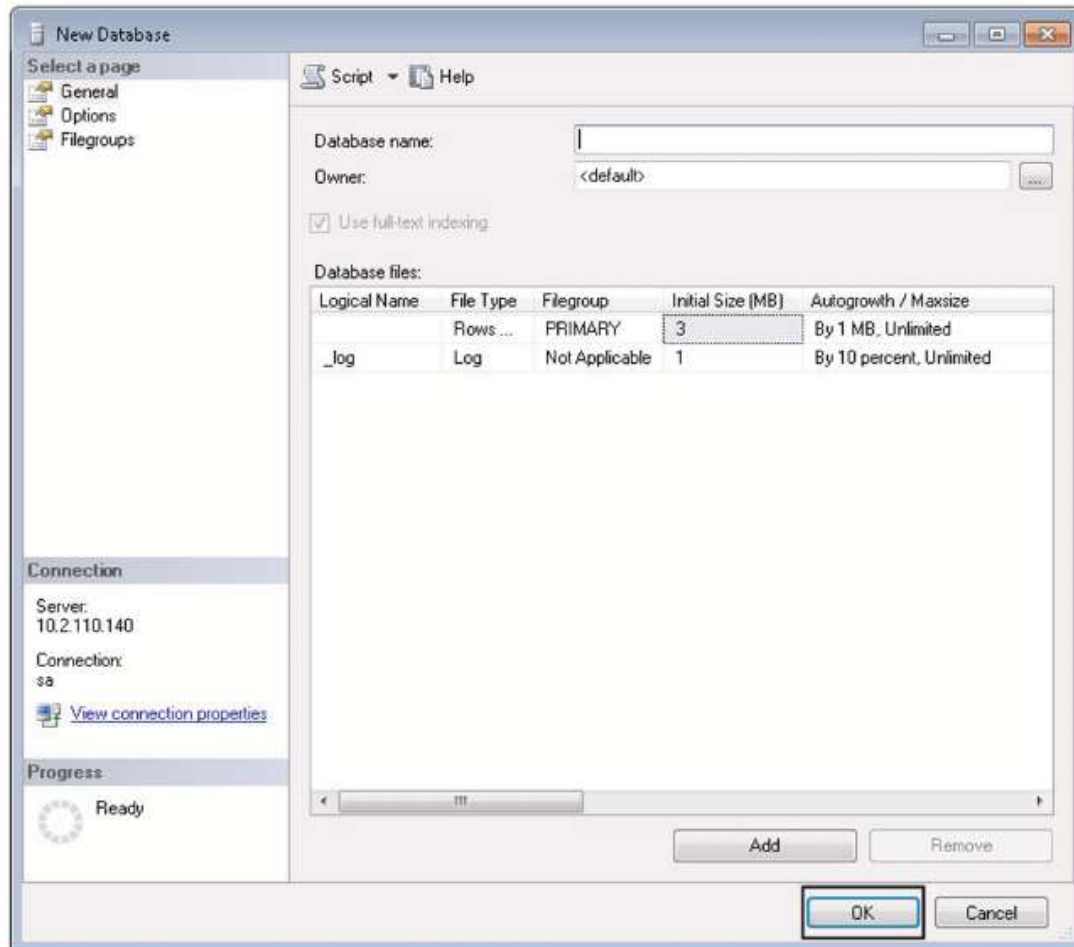 New Database
Select a page
General
Options
Filegroups
Script Help
Database name:
Owner: <default> ...
Use full-text indexing
Database files:
Logical Name File Type Filegroup Initial Size (MB) Autogrowth / Maxsize
Rows ... PRIMARY 3 By 1 MB, Unlimited
_log Log Not Applicable 1 By 10 percent, Unlimited
Connection
Server:
10.2.110.140
Connection:
sa
View connection properties
Progress
Ready
Add Remove
OK Cancel